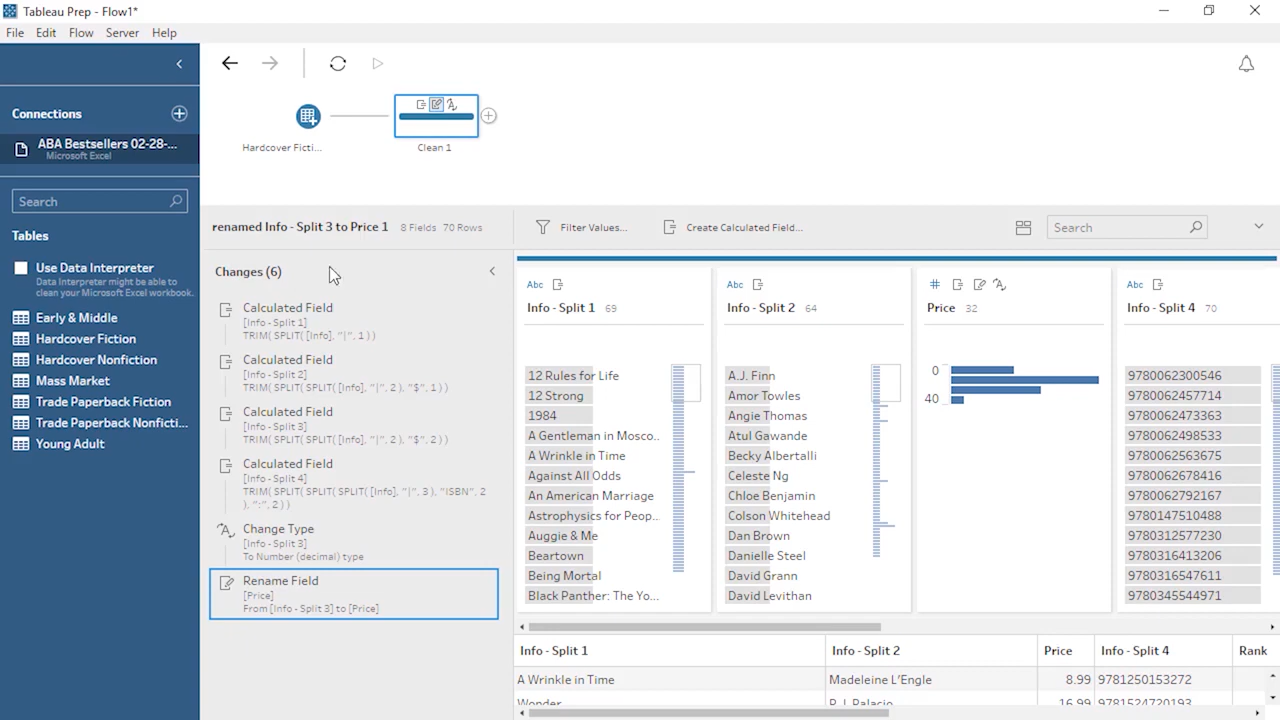 Tableau Prep - Flow1*
File Edit Flow Server Help
Connections
ABA Bestsellers 02-28-...
Microsoft Excel
Search
Tables
Use Data Interpreter
Data Interpreter might be able to
clean your Microsoft Excel workbook.
Early & Middle
Hardcover Fiction
Hardcover Nonfiction
Mass Market
Trade Paperback Fiction
Trade Paperback Nonficti...
Young Adult
Hardcover Ficti...
Clean 1
renamed Info - Split 3 to Price 1 8 Fields 70 Rows
Filter Values...
Create Calculated Field...
Search
Changes (6)
Calculated Field
[Info - Split 1]
TRIM( SPLIT( [Info], "|", 1 ) )
Calculated Field
[Info - Split 2]
TRIM( SPLIT( SPLIT( [Info], "|", 2 ), "$", 1 ) )
Calculated Field
[Info - Split 3]
TRIM( SPLIT( SPLIT( [Info], "|", 2 ), "$", 2 ) )
Calculated Field
[Info - Split 4]
TRIM( SPLIT( SPLIT( SPLIT( [Info], "|", 3 ), "ISBN", 2
), ":", 2 ) )
Change Type
[Info - Split 3]
To Number (decimal) type
Rename Field
[Price]
From [Info - Split 3] to [Price]
Abc
Info - Split 1 69
12 Rules for Life
12 Strong
1984
A Gentleman in Mosco...
A Wrinkle in Time
Against all Odds
An American Marriage
Astrophysics for Peop...
Auggie & Me
Beartown
Being Mortal
Black Panther: The Yo...
Abc
Info - Split 2 64
A.J. Finn
Amor Towles
Angie Thomas
Atul Gawande
Becky Albertalli
Celeste Ng
Chloe Benjamin
Colson Whitehead
Dan Brown
Danielle Steel
David Grann
David Levithan
#
Price 32
0
40
Abc
Info - Split 4 70
9780062300546
9780062457714
9780062473363
9780062498533
9780062563675
9780062678416
9780062792167
9780147510488
9780312577230
9780316413206
9780316547611
9780345544971
Info - Split 1 Info - Split 2 Price Info - Split 4 Rank
A Wrinkle in Time Madeleine L'Engle 8.99 9781250153272
Wonder R.J. Palacio 16.99 9781524720193